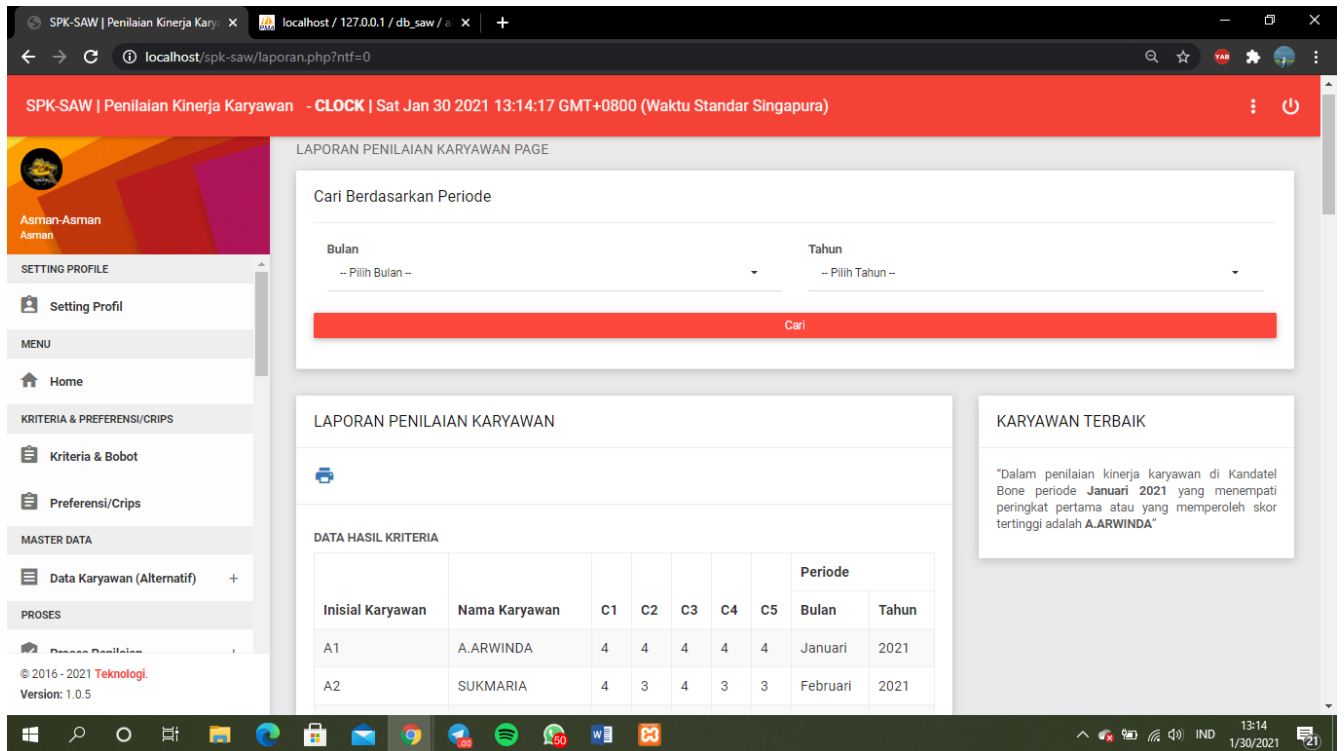 SPK-SAW | Penilaian Kinerja Kary
localhost / 127.0.0.1 / db_saw / a
localhost/spk-saw/laporan.php?ntf=0
YAB
SPK-SAW | Penilaian Kinerja Karyawan - CLOCK | Sat Jan 30 2021 13:14:17 GMT+0800 (Waktu Standar Singapura)
Asman-Asman
Asman
SETTING PROFILE
Setting Profil
MENU
Home
KRITERIA & PREFERENSI/CRIPS
Kriteria & Bobot
Preferensi/Crips
MASTER DATA
Data Karyawan (Alternatif) +
PROSES
Proses Penilaian
© 2016 - 2021 Teknologi.
Version: 1.0.5
LAPORAN PENILAIAN KARYAWAN PAGE
Cari Berdasarkan Periode
Bulan Tahun
-- Pilih Bulan -- -- Pilih Tahun --
Cari
LAPORAN PENILAIAN KARYAWAN
DATA HASIL KRITERIA
Periode
Inisial Karyawan Nama Karyawan C1 C2 C3 C4 C5 Bulan Tahun
A1 A.ARWINDA 4 4 4 4 4 Januari 2021
A2 SUKMARIA 4 3 4 3 3 Februari 2021
KARYAWAN TERBAIK
"Dalam penilaian kinerja karyawan di Kandatel
Bone periode Januari 2021 yang menempati
peringkat pertama atau yang memperoleh skor
tertinggi adalah A.ARWINDA"
.00
50
IND
13:14
1/30/2021
21